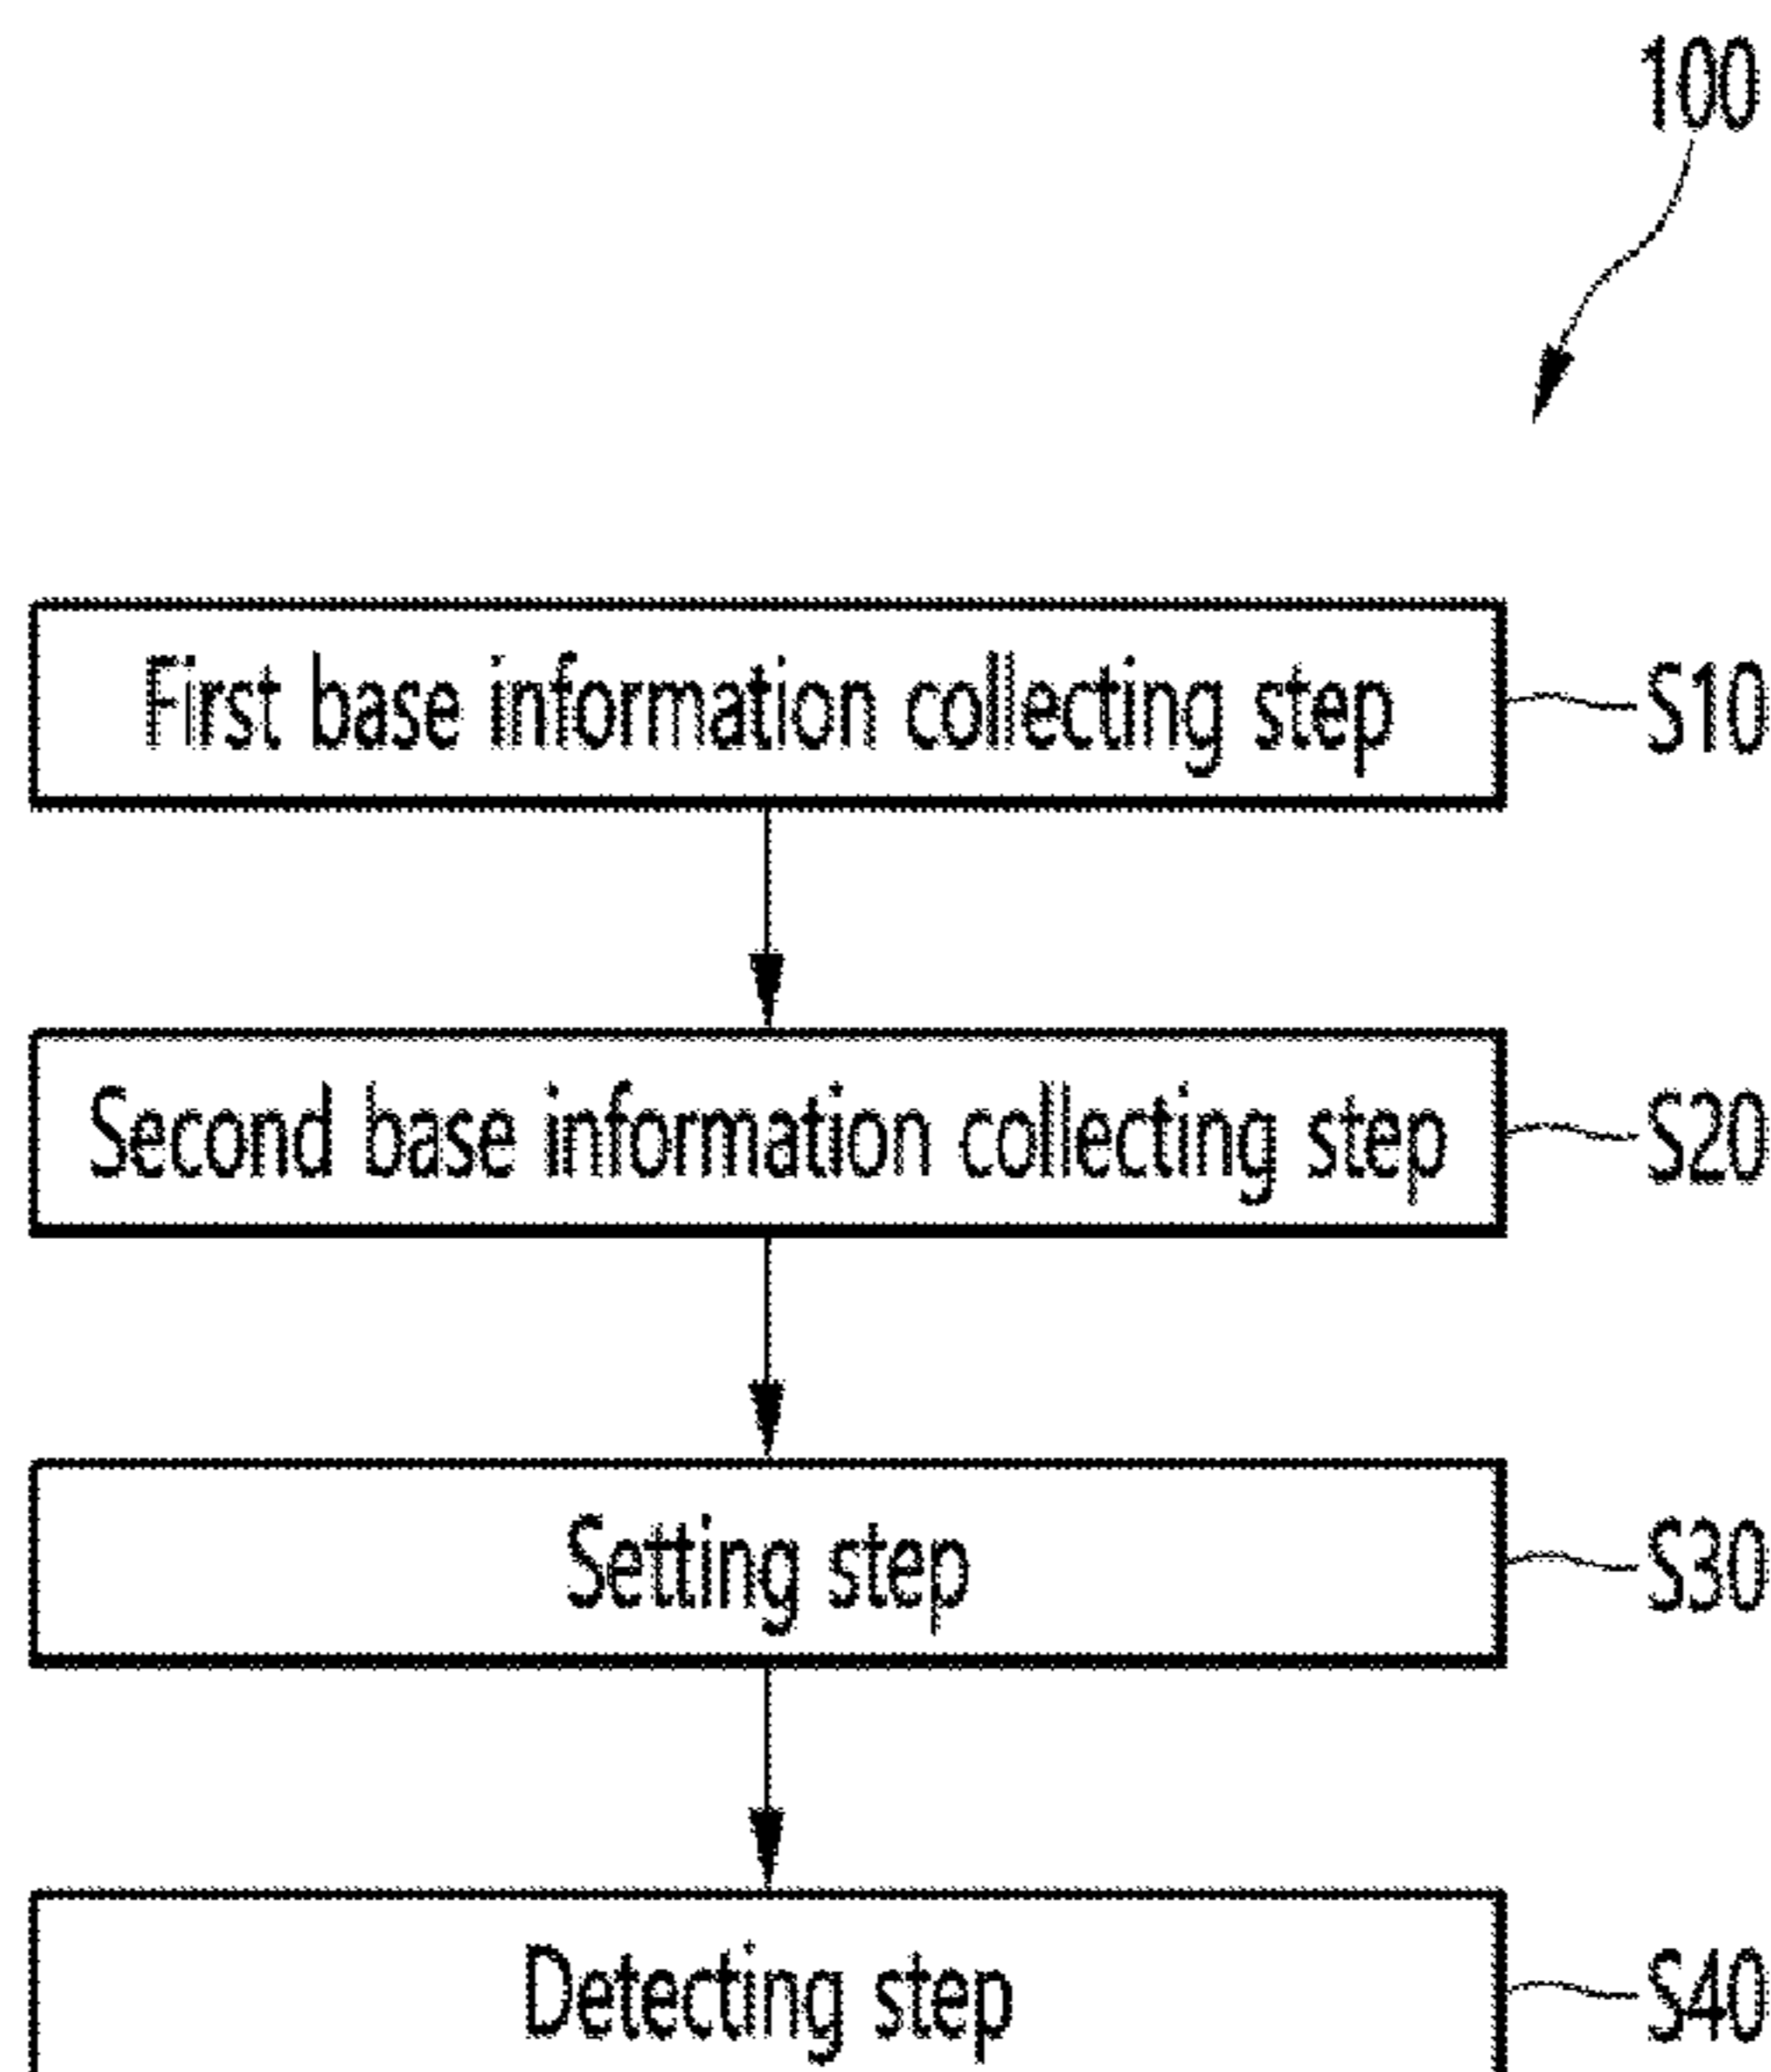 100
First base information collecting step
S10
Second base information collecting step
S20
Setting step
S30
Detecting step
S40